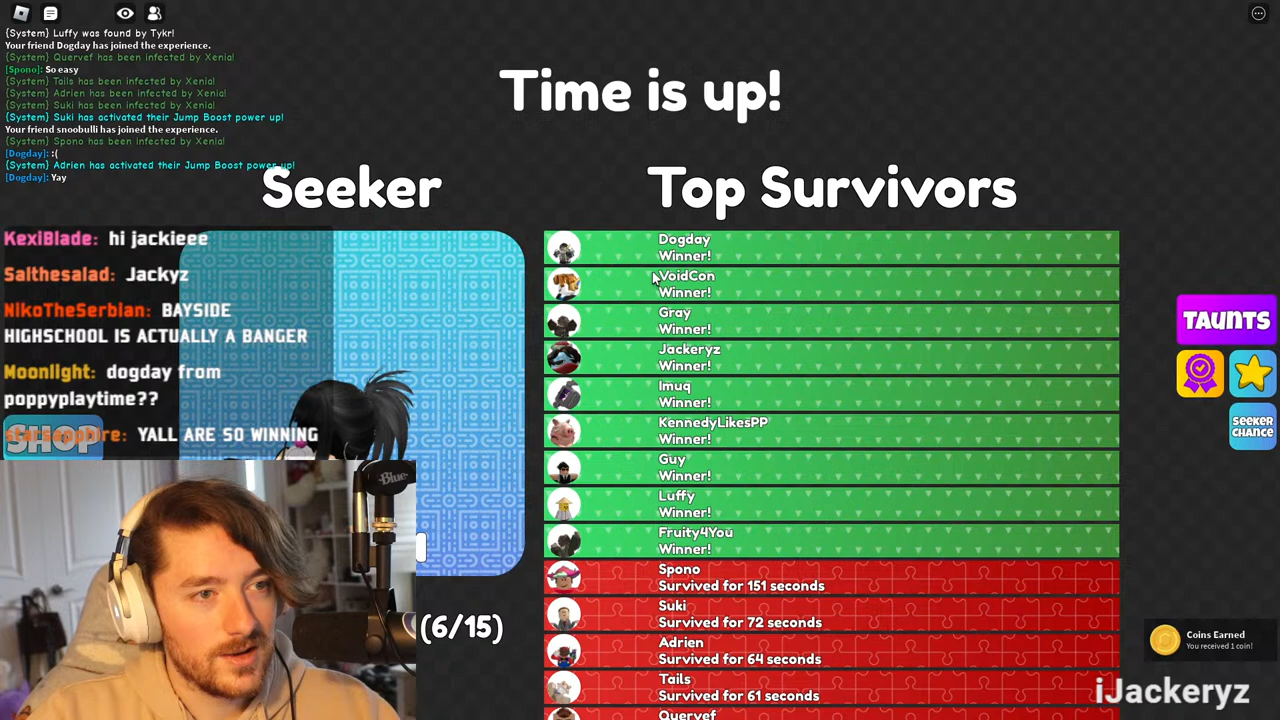 {System} Luffy was found by Tykr!
Your friend Dogday has joined the experience.
{System} Quervef has been infected by Xenia!
[Spono]: So easy
{System} Tails has been infected by Xenia!
{System} Adrien has been infected by Xenia!
{System} Suki has been infected by Xenia!
{System} Suki has activated their Jump Boost power up!
Your friend snoobulli has joined the experience.
{System} Spono has been infected by Xenia!
[Dogday]: :(
{System} Adrien has activated their Jump Boost power up!
[Dogday]: Yay
Time is up!
Seeker
KexiBlade: hi jackieee
Salthesalad: Jackyz
NikoTheSerbian: BAYSIDE
HIGHSCHOOL IS ACTUALLY A BANGER
Moonlight: dogday from
poppyplaytime??
starsapphire: YALL ARE SO WINNING
SHOP
Blue
(6/15)
Top Survivors
Dogday
Winner!
VoidCon
Winner!
Gray
Winner!
Jackeryz
Winner!
Imuq
Winner!
KennedyLikesPP
Winner!
Guy
Winner!
Luffy
Winner!
Fruity4You
Winner!
Spono
Survived for 151 seconds
Suki
Survived for 72 seconds
Adrien
Survived for 64 seconds
Tails
Survived for 61 seconds
Quervef
TAUNTS
SEEKER
CHANCE
Coins Earned
You received 1 coin!
iJackeryz